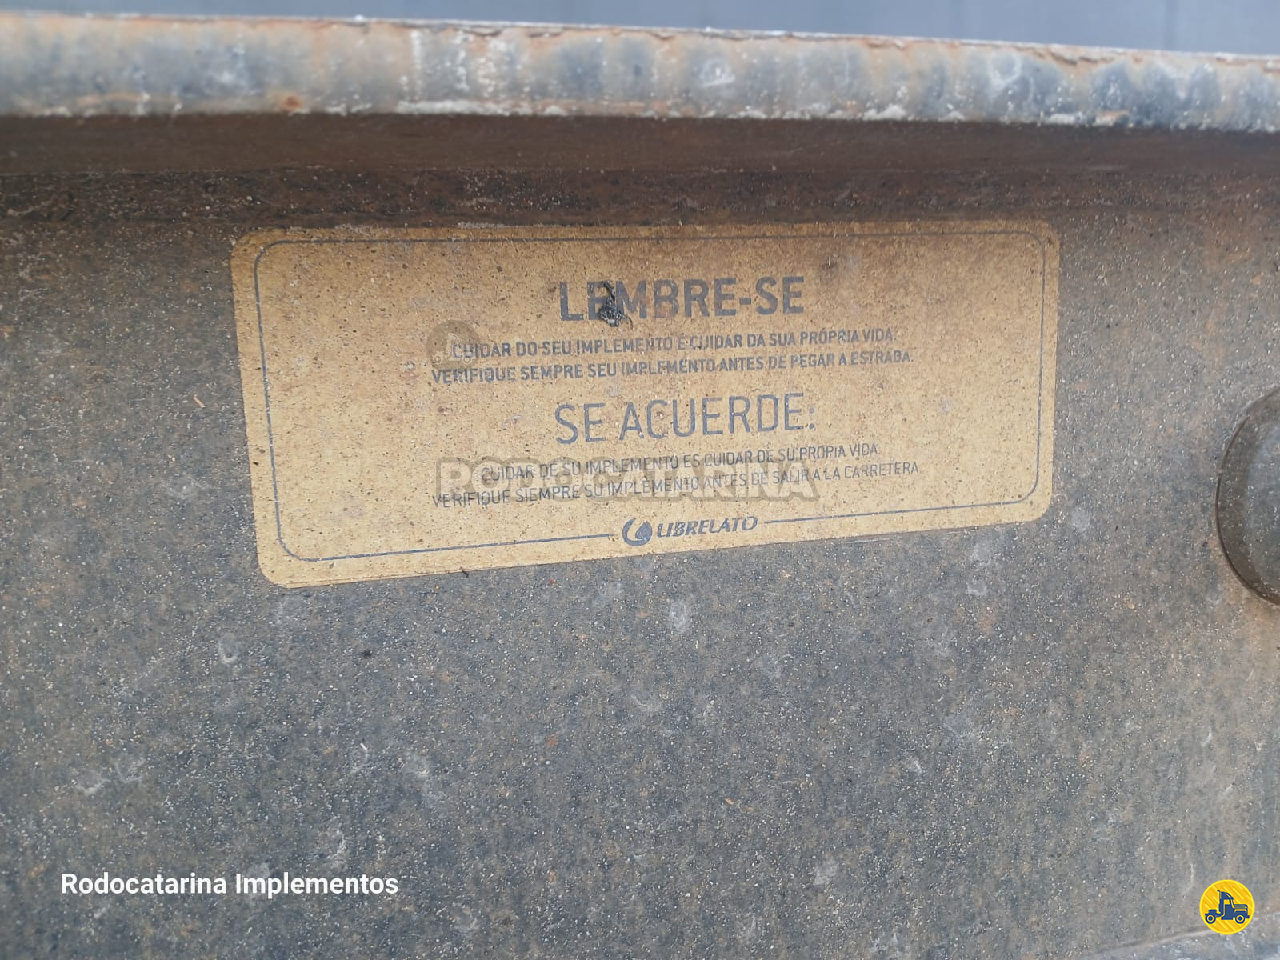 LEMBRE-SE
CUIDAR DO SEU IMPLEMENTO É CUIDAR DA SUA PRÓPRIA VIDA.
VERIFIQUE SEMPRE SEU IMPLEMENTO ANTES DE PEGAR A ESTRADA.
SE ACUERDE:
CUIDAR DE SU IMPLEMENTO ES CUIDAR DE SU PROPIA VIDA.
VERIFIQUE SIEMPRE SU IMPLEMENTO ANTES DE SALIR A LA CARRETERA.
RODOCATARINA
LIBRELATO
Rodocatarina Implementos